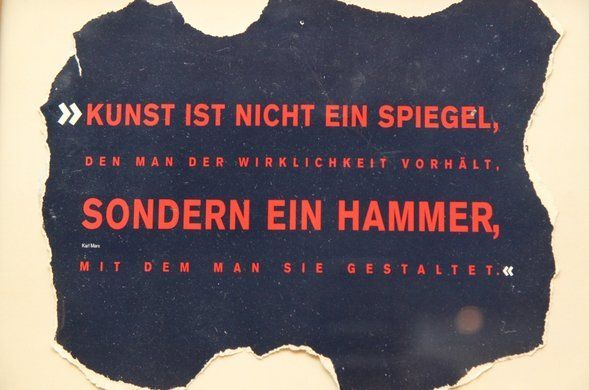 »KUNST IST NICHT EIN SPIEGEL,
DEN MAN DER WIRKLICHKEIT VORHÄLT,
SONDERN EIN HAMMER,
Karl Marx
MIT DEM MAN SIE GESTALTET.«